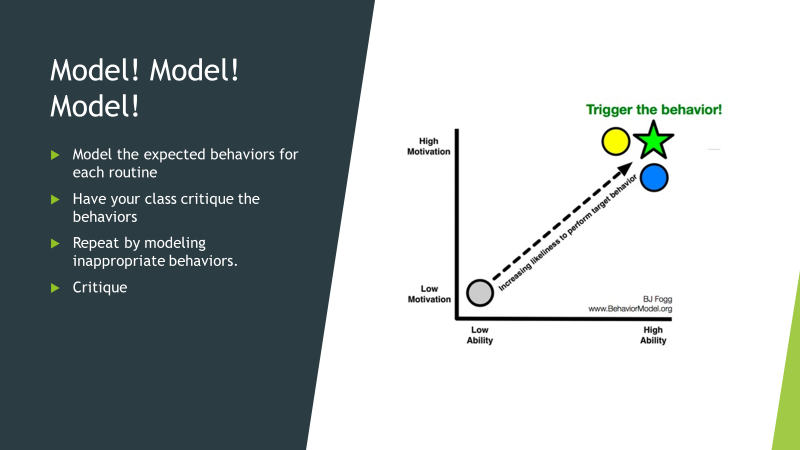 Model! Model!
Model!
Model the expected behaviors for
each routine
Have your class critique the
behaviors
Repeat by modeling
inappropriate behaviors.
Critique
Trigger the behavior!
High
Motivation
Increasing likeliness to perform target behavior
Low
Motivation
BJ Fogg
www.BehaviorModel.org
Low
Ability
High
Ability